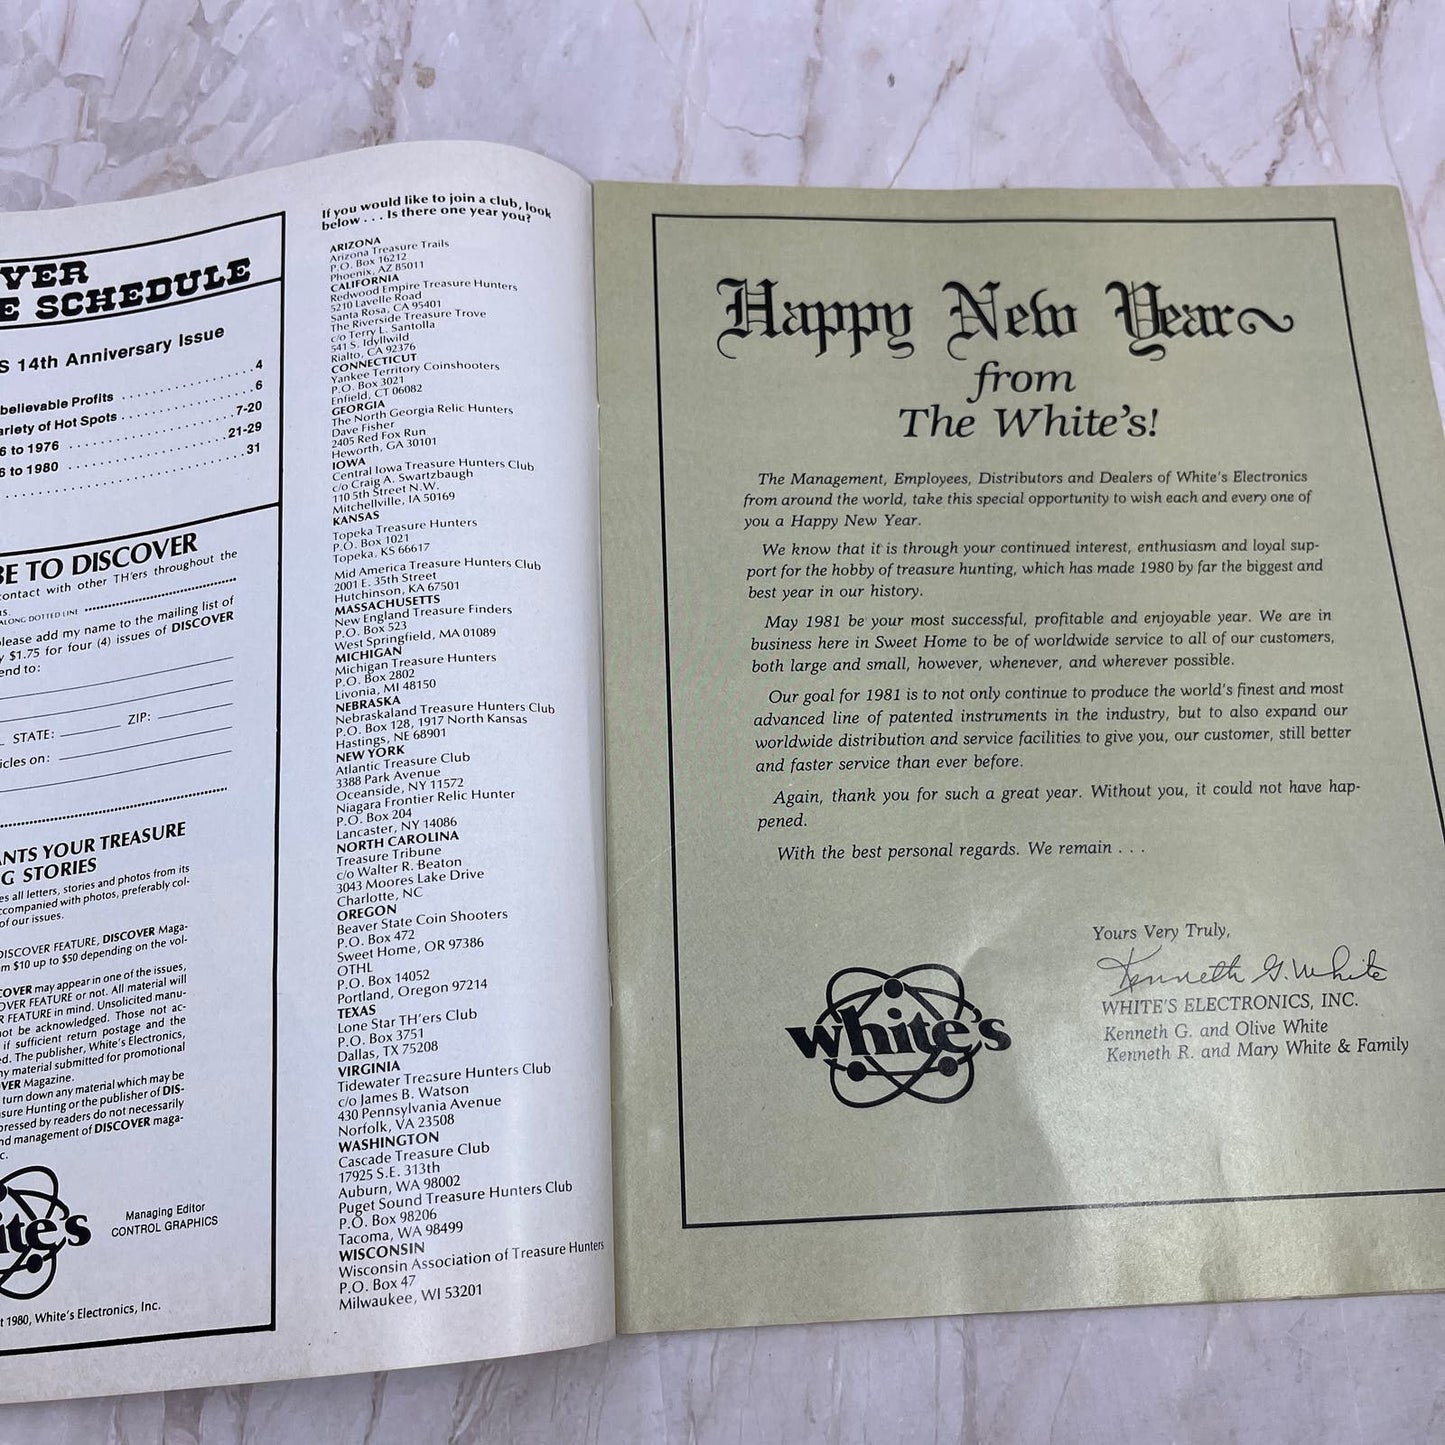 VER
E SCHEDULE
S 14th Anniversary Issue
believable Profits . . . . . . . . . . . . . . . . . . . . 4
ariety of Hot Spots . . . . . . . . . . . . . . . . . . . 6
6 to 1976 . . . . . . . . . . . . . . . . . . . . . . . 7-20
6 to 1980 . . . . . . . . . . . . . . . . . . . . . . 21-29
. . . . . . . . . . . . . . . . . . . . . . . . . . . . . 31
BE TO DISCOVER
contact with other TH'ers throughout the
ALONG DOTTED LINE
please add my name to the mailing list of
y $1.75 for four (4) issues of DISCOVER
end to:
STATE: ZIP:
icles on:
ANTS YOUR TREASURE
G STORIES
es all letters, stories and photos from its
ccompanied with photos, preferably col-
of our issues.
DISCOVER FEATURE, DISCOVER Maga-
m $10 up to $50 depending on the vol-
COVER may appear in one of the issues,
OVER FEATURE or not. All material will
R FEATURE in mind. Unsolicited manu-
not be acknowledged. Those not ac-
if sufficient return postage and the
ed. The publisher, White's Electronics,
ny material submitted for promotional
OVER Magazine.
turn down any material which may be
sure Hunting or the publisher of DIS-
pressed by readers do not necessarily
nd management of DISCOVER maga-
c.
ite's
Managing Editor
CONTROL GRAPHICS
t 1980, White's Electronics, Inc.
If you would like to join a club, look
below . . . Is there one year you?
ARIZONA
Arizona Treasure Trails
P.O. Box 16212
Phoenix, AZ 85011
CALIFORNIA
Redwood Empire Treasure Hunters
5210 Lavelle Road
Santa Rosa, CA 95401
The Riverside Treasure Trove
c/o Terry L. Santolla
541 S. Idyllwild
Rialto, CA 92376
CONNECTICUT
Yankee Territory Coinshooters
P.O. Box 3021
Enfield, CT 06082
GEORGIA
The North Georgia Relic Hunters
Dave Fisher
2405 Red Fox Run
Heworth, GA 30101
IOWA
Central Iowa Treasure Hunters Club
c/o Craig A. Swartzbaugh
110 5th Street N.W.
Mitchellville, IA 50169
KANSAS
Topeka Treasure Hunters
P.O. Box 1021
Topeka, KS 66617
Mid America Treasure Hunters Club
2001 E. 35th Street
Hutchinson, KA 67501
MASSACHUSETTS
New England Treasure Finders
P.O. Box 523
West Springfield, MA 01089
MICHIGAN
Michigan Treasure Hunters
P.O. Box 2802
Livonia, MI 48150
NEBRASKA
Nebraskaland Treasure Hunters Club
P.O. Box 128, 1917 North Kansas
Hastings, NE 68901
NEW YORK
Atlantic Treasure Club
3388 Park Avenue
Oceanside, NY 11572
Niagara Frontier Relic Hunter
P.O. Box 204
Lancaster, NY 14086
NORTH CAROLINA
Treasure Tribune
c/o Walter R. Beaton
3043 Moores Lake Drive
Charlotte, NC
OREGON
Beaver State Coin Shooters
P.O. Box 472
Sweet Home, OR 97386
OTHL
P.O. Box 14052
Portland, Oregon 97214
TEXAS
Lone Star TH'ers Club
P.O. Box 3751
Dallas, TX 75208
VIRGINIA
Tidewater Treasure Hunters Club
c/o James B. Watson
430 Pennsylvania Avenue
Norfolk, VA 23508
WASHINGTON
Cascade Treasure Club
17925 S.E. 313th
Auburn, WA 98002
Puget Sound Treasure Hunters Club
P.O. Box 98206
Tacoma, WA 98499
WISCONSIN
Wisconsin Association of Treasure Hunters
P.O. Box 47
Milwaukee, WI 53201
Happy New Year
from
The White's!
The Management, Employees, Distributors and Dealers of White's Electronics
from around the world, take this special opportunity to wish each and every one of
you a Happy New Year.
We know that it is through your continued interest, enthusiasm and loyal sup-
port for the hobby of treasure hunting, which has made 1980 by far the biggest and
best year in our history.
May 1981 be your most successful, profitable and enjoyable year. We are in
business here in Sweet Home to be of worldwide service to all of our customers,
both large and small, however, whenever, and wherever possible.
Our goal for 1981 is to not only continue to produce the world's finest and most
advanced line of patented instruments in the industry, but to also expand our
worldwide distribution and service facilities to give you, our customer, still better
and faster service than ever before.
Again, thank you for such a great year. Without you, it could not have hap-
pened.
With the best personal regards. We remain . . .
Yours Very Truly,
Kenneth G. White
WHITE'S ELECTRONICS, INC.
Kenneth G. and Olive White
Kenneth R. and Mary White & Family
white's